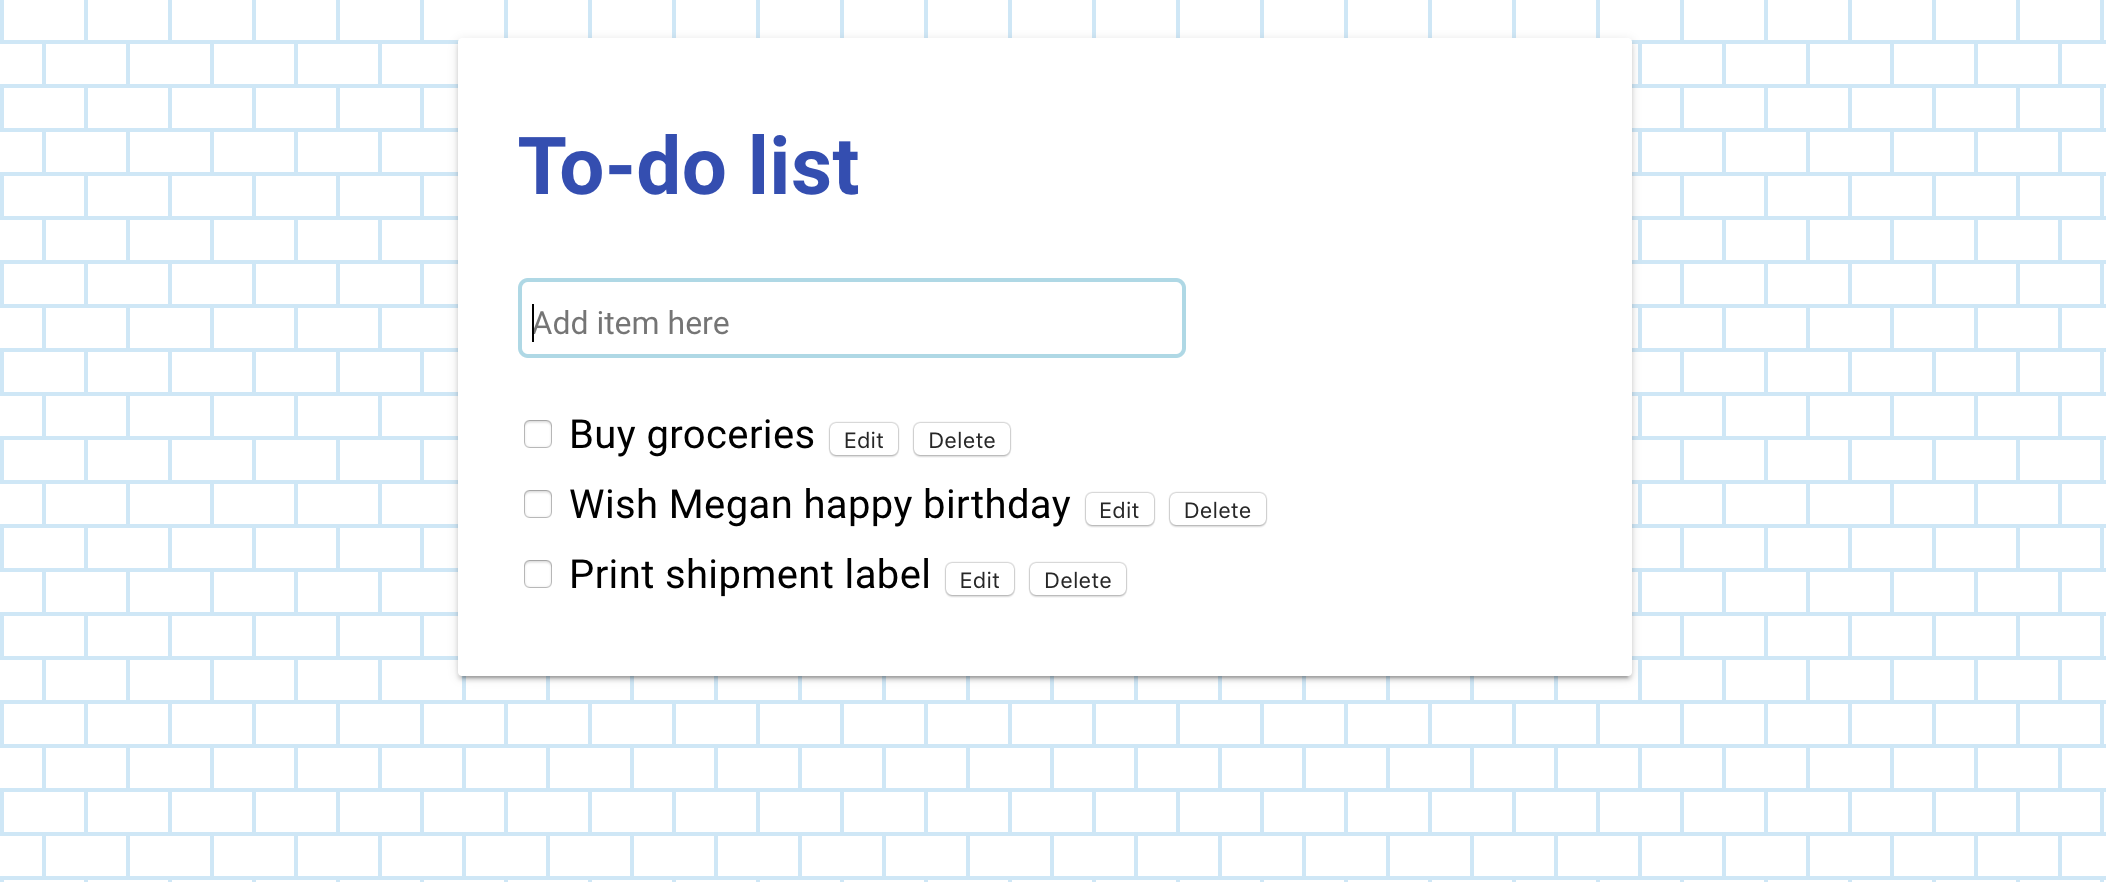 To-do list
Add item here
Buy groceries Edit Delete
Wish Megan happy birthday Edit Delete
Print shipment label Edit Delete